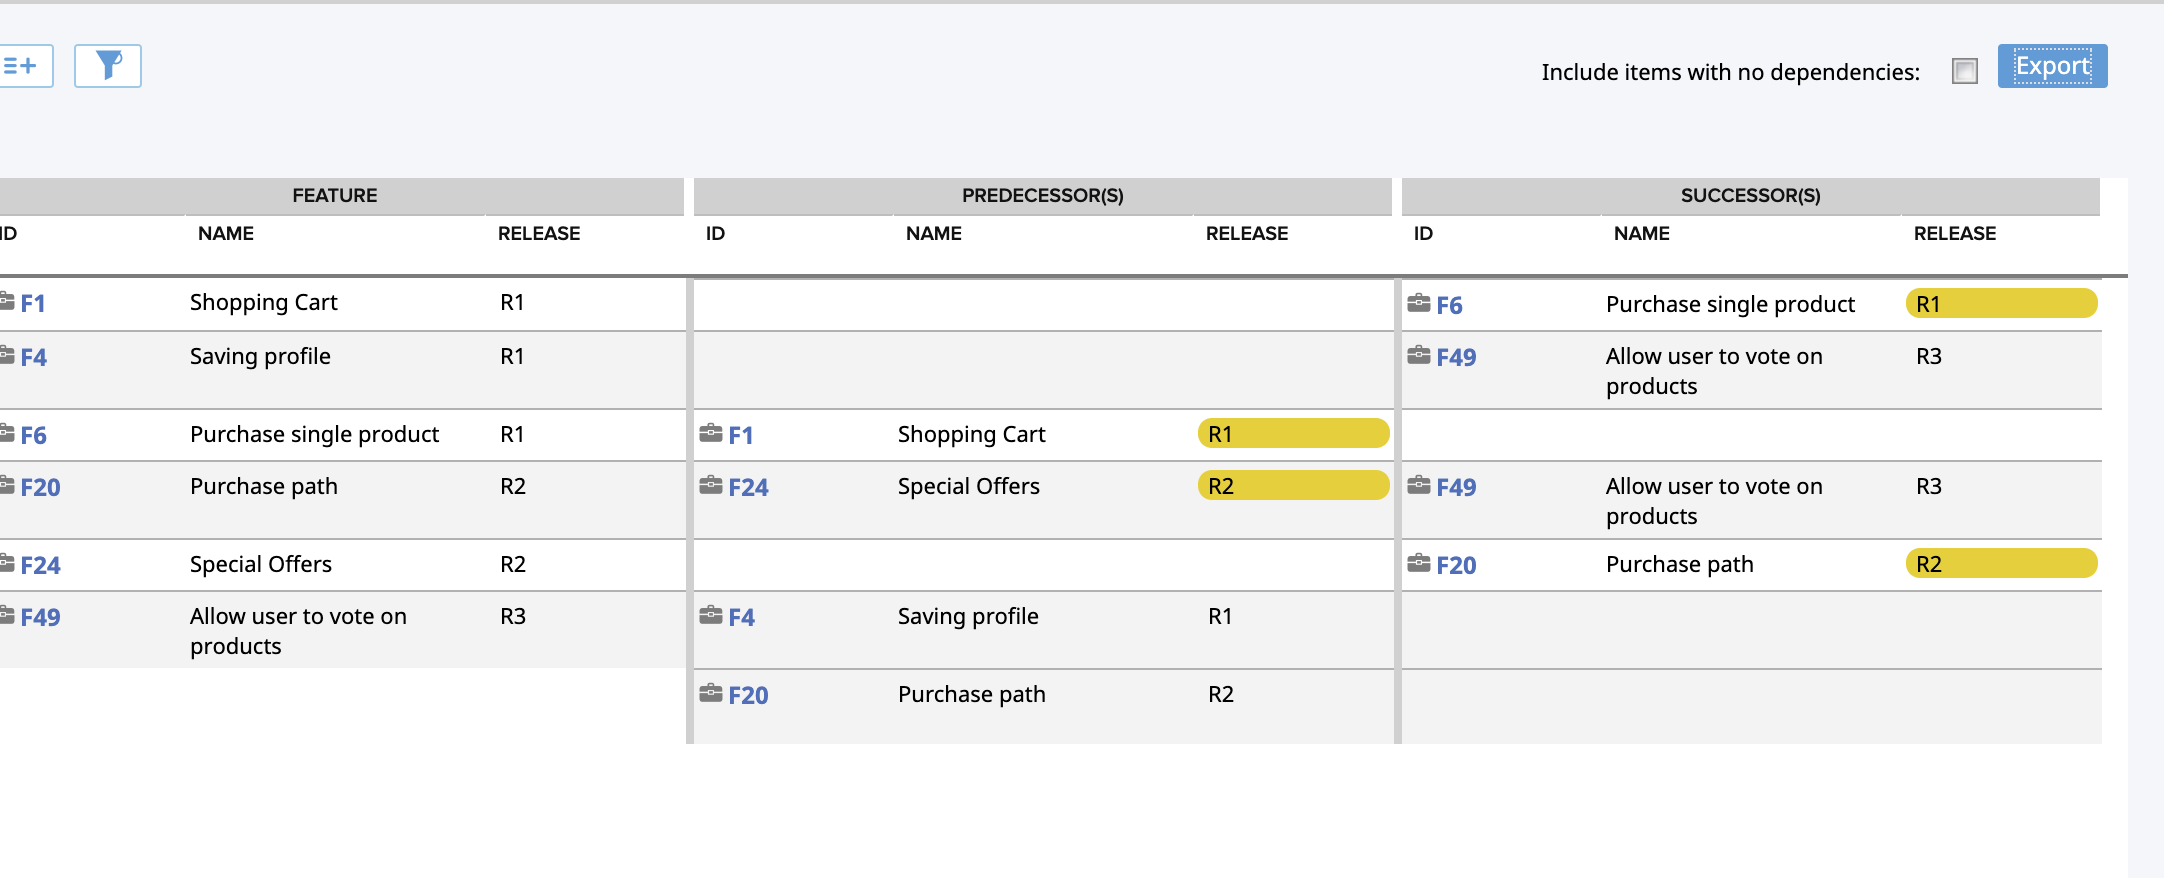 Include items with no dependencies: Export
FEATURE PREDECESSOR(S) SUCCESSOR(S)
ID NAME RELEASE ID NAME RELEASE ID NAME RELEASE
F1 Shopping Cart R1 F6 Purchase single product R1
F4 Saving profile R1 F49 Allow user to vote on R3
products
F6 Purchase single product R1 F1 Shopping Cart R1
F20 Purchase path R2 F24 Special Offers R2 F49 Allow user to vote on R3
products
F24 Special Offers R2 F20 Purchase path R2
F49 Allow user to vote on R3 F4 Saving profile R1
products
F20 Purchase path R2